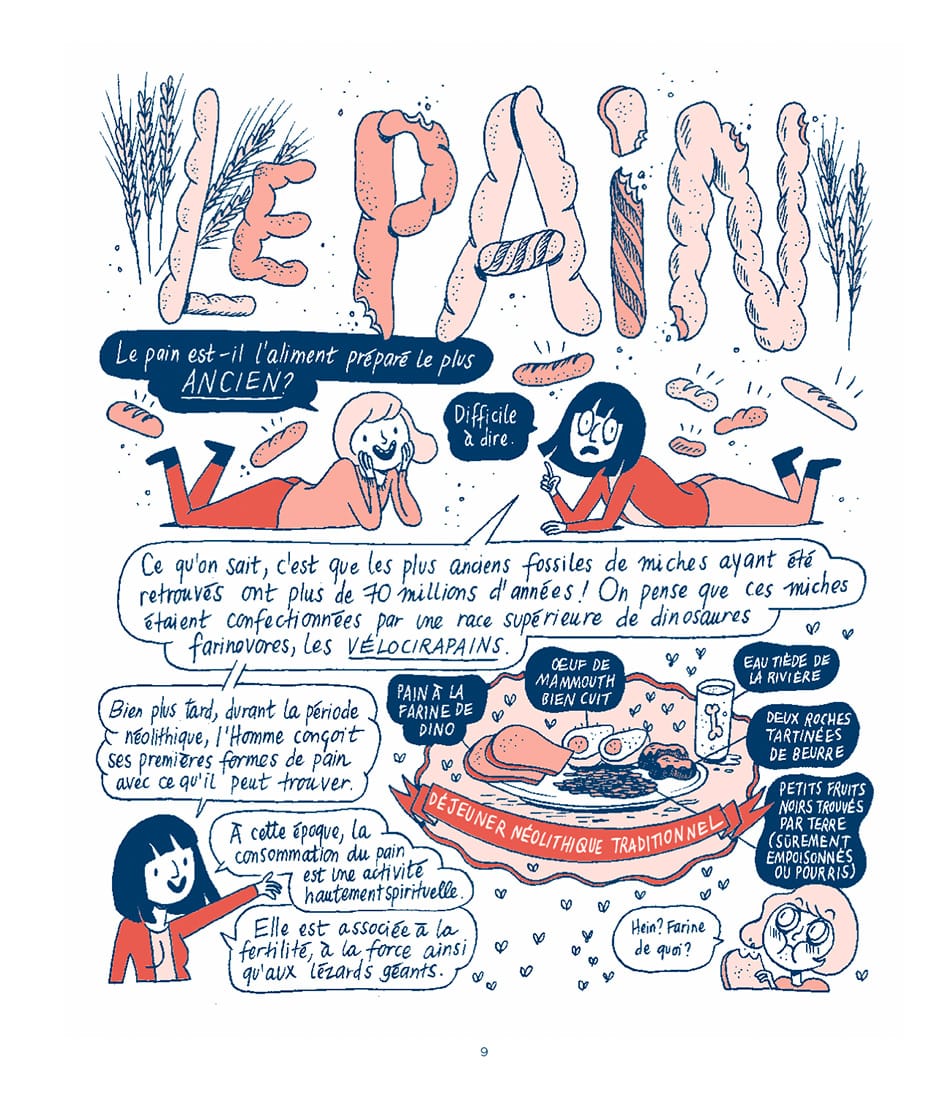 LE PAiN
Le pain est-il l'aliment préparé le plus
ANCIEN?
Difficile
à dire.
Ce qu'on sait, c'est que les plus anciens fossiles de miches ayant été
retrouvés ont plus de 70 millions d'années! On pense que ces miches
étaient confectionnées par une race supérieure de dinosaures
farinovores, les VÉLOCIRAPAINS.
Bien plus tard, durant la période
néolithique, l'Homme conçoit
ses premières formes de pain
avec ce qu'il peut trouver.
PAIN À LA
FARINE DE
DINO
ŒUF DE
MAMMOUTH
BIEN CUIT
EAU TIÈDE DE
LA RIVIÈRE
DEUX ROCHES
TARTINÉES
DE BEURRE
PETITS FRUITS
NOIRS TROUVÉS
PAR TERRE
(SÛREMENT
EMPOISONNÉS
OU POURRIS)
DÉJEUNER NÉOLITHIQUE TRADITIONNEL
À cette époque, la
consommation du pain
est une activité
hautement spirituelle.
Elle est associée à la
fertilité, à la force ainsi
qu'aux lézards géants.
Hein? Farine
de quoi?
9